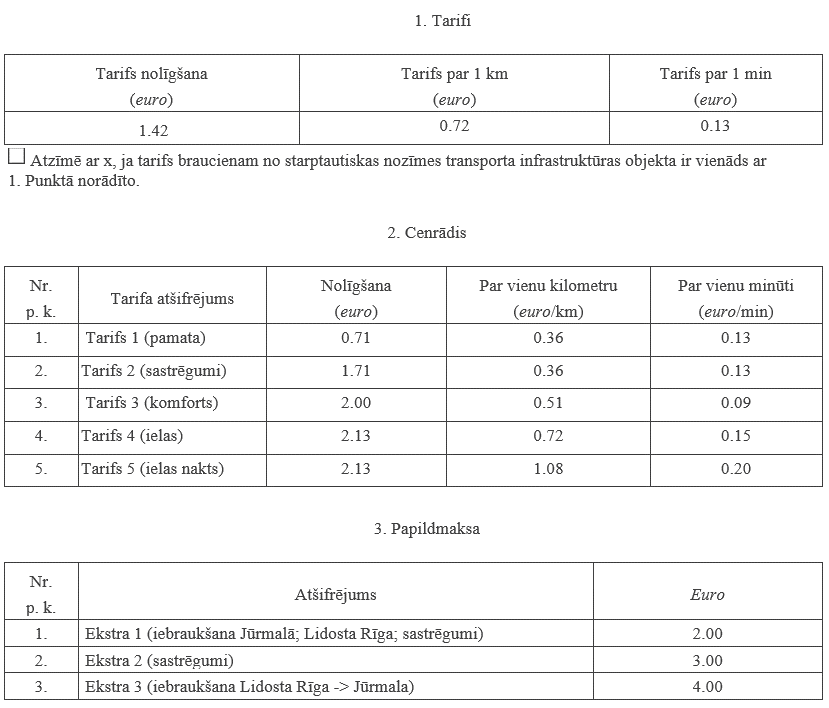 1. Tarifi
Tarifs nolīgšana Tarifs par 1 km Tarifs par 1 min
(euro) (euro) (euro)
1.42 0.72 0.13
Atzīmē ar x, ja tarifs braucienam no starptautiskas nozīmes transporta infrastruktūras objekta ir vienāds ar
1. Punktā norādīto.
2. Cenrādis
Nr. p. k. Tarifa atšifrējums Nolīgšana (euro) Par vienu kilometru (euro/km) Par vienu minūti (euro/min)
1. Tarifs 1 (pamata) 0.71 0.36 0.13
2. Tarifs 2 (sastrēgumi) 1.71 0.36 0.13
3. Tarifs 3 (komforts) 2.00 0.51 0.09
4. Tarifs 4 (ielas) 2.13 0.72 0.15
5. Tarifs 5 (ielas nakts) 2.13 1.08 0.20
3. Papildmaksa
Nr. p. k. Atšifrējums Euro
1. Ekstra 1 (iebraukšana Jūrmalā; Lidosta Rīga; sastrēgumi) 2.00
2. Ekstra 2 (sastrēgumi) 3.00
3. Ekstra 3 (iebraukšana Lidosta Rīga -> Jūrmala) 4.00